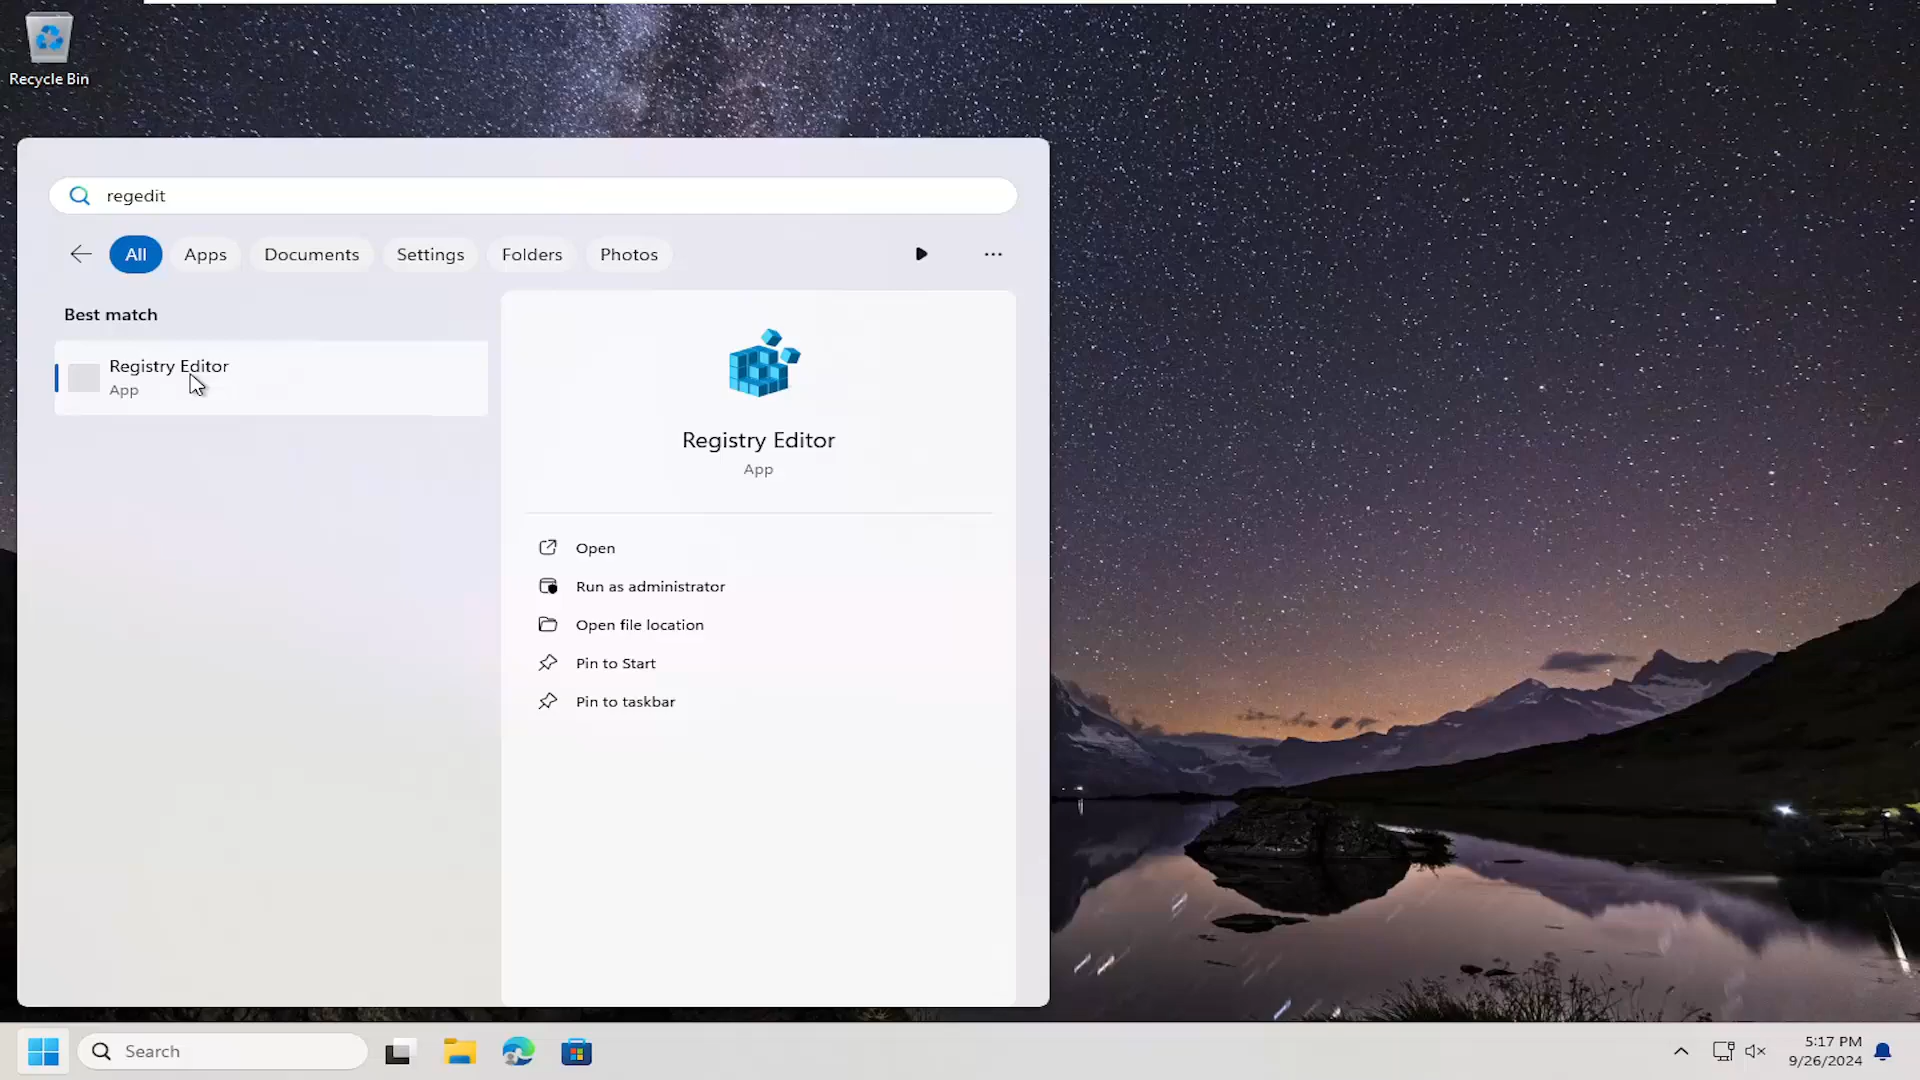 Recycle Bin
regedit
All Apps Documents Settings Folders Photos
Best match
Registry Editor
App
Registry Editor
App
Open
Run as administrator
Open file location
Pin to Start
Pin to taskbar
Search
5:17 PM
9/26/2024